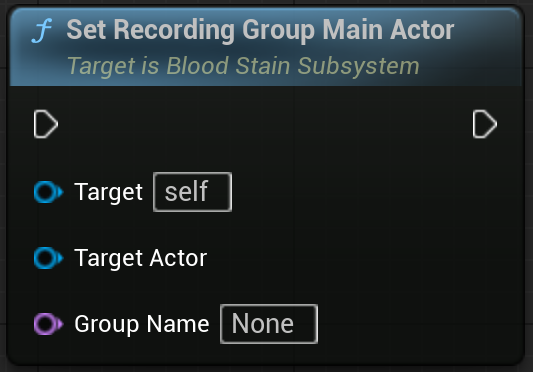 f Set Recording Group Main Actor
Target is Blood Stain Subsystem
Target self
Target Actor
Group Name None